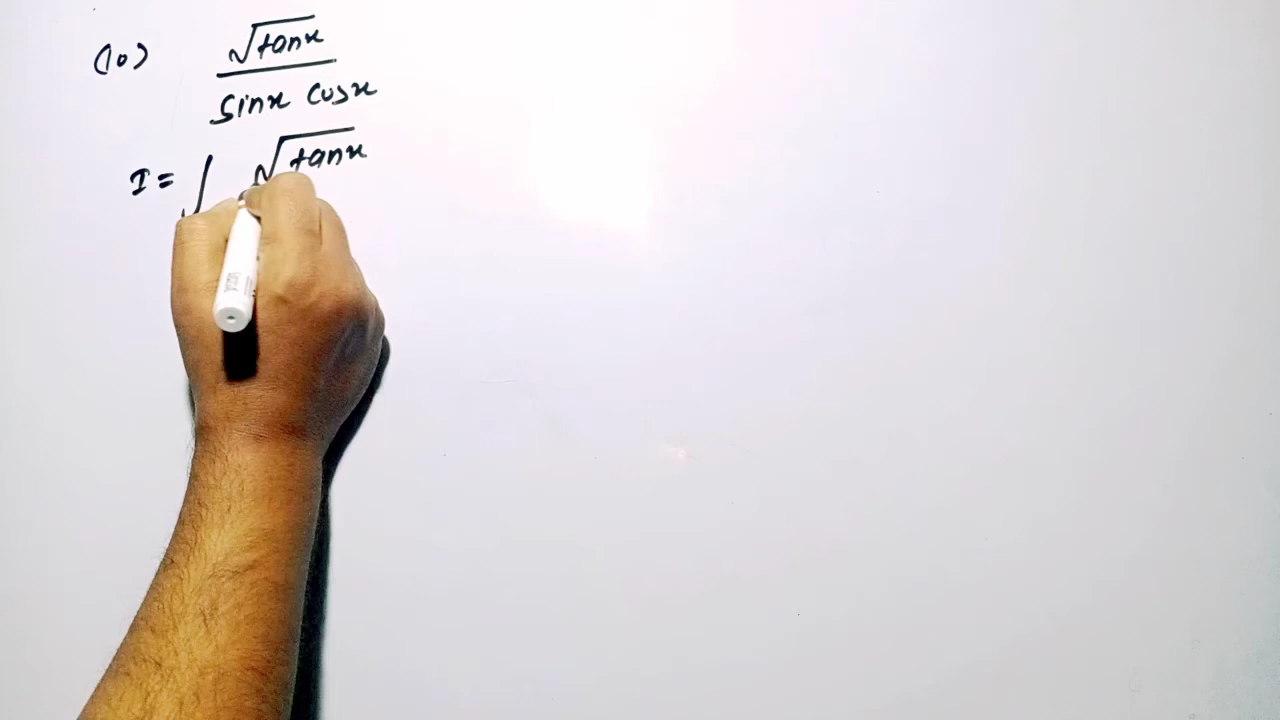 (10) √tanx
sinx cosx
I = ∫ √tanx